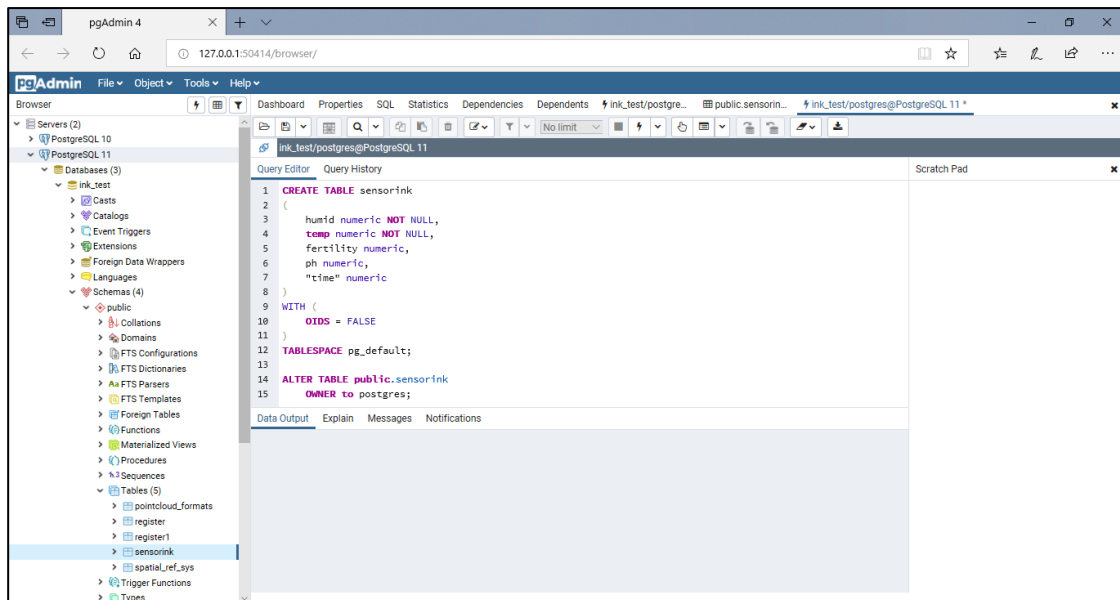 pgAdmin 4
127.0.0.1:50414/browser/
pgAdmin File Object Tools Help
Browser
Dashboard Properties SQL Statistics Dependencies Dependents ink_test/postgre... public.sensorin... ink_test/postgres@PostgreSQL 11 *
No limit
ink_test/postgres@PostgreSQL 11
Servers (2)
PostgreSQL 10
PostgreSQL 11
Databases (3)
ink_test
Casts
Catalogs
Event Triggers
Extensions
Foreign Data Wrappers
Languages
Schemas (4)
public
Collations
Domains
FTS Configurations
FTS Dictionaries
Aa FTS Parsers
FTS Templates
Foreign Tables
Functions
Materialized Views
Procedures
1..3 Sequences
Tables (5)
pointcloud_formats
register
register1
sensorink
spatial_ref_sys
Trigger Functions
Types
Query Editor Query History
Scratch Pad
1 CREATE TABLE sensorink
2 (
3 humid numeric NOT NULL,
4 temp numeric NOT NULL,
5 fertility numeric,
6 ph numeric,
7 "time" numeric
8 )
9 WITH (
10 OIDS = FALSE
11 )
12 TABLESPACE pg_default;
13
14 ALTER TABLE public.sensorink
15 OWNER to postgres;
Data Output Explain Messages Notifications